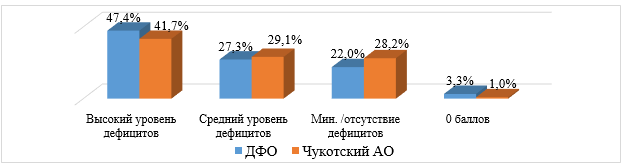 47,4%
41,7%
27,3%
29,1%
22,0%
28,2%
3,3%
1,0%
Высокий уровень
дефицитов
Средний уровень
дефицитов
Мин. /отсутствие
дефицитов
0 баллов
ДФО
Чукотский АО